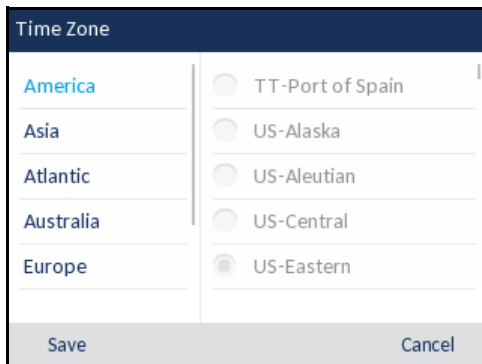 Time Zone
America
Asia
Atlantic
Australia
Europe
TT-Port of Spain
US-Alaska
US-Aleutian
US-Central
US-Eastern
Save
Cancel